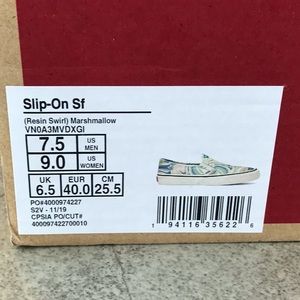 Slip-On Sf
(Resin Swirl) Marshmallow
VN0A3MVDXGI
7.5 US MEN
9.0 US WOMEN
UK EUR CM
6.5 40.0 25.5
PO#4000974227
S2V - 11/19
CPSIA PO/CUT#
400097422700010
1 94116 35622 6